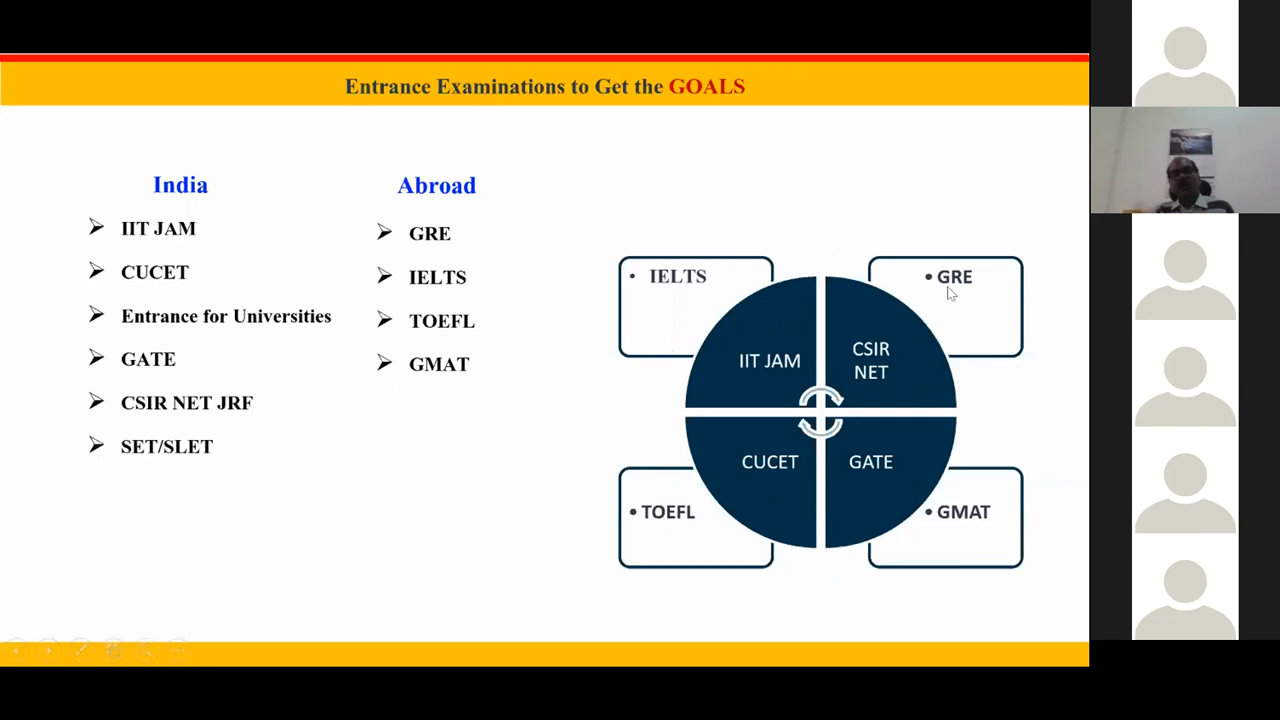 Entrance Examinations to Get the GOALS
India
IIT JAM
CUCET
Entrance for Universities
GATE
CSIR NET JRF
SET/SLET
Abroad
GRE
IELTS
TOEFL
GMAT
• IELTS
• GRE
IIT JAM
CSIR
NET
CUCET
GATE
• TOEFL
• GMAT